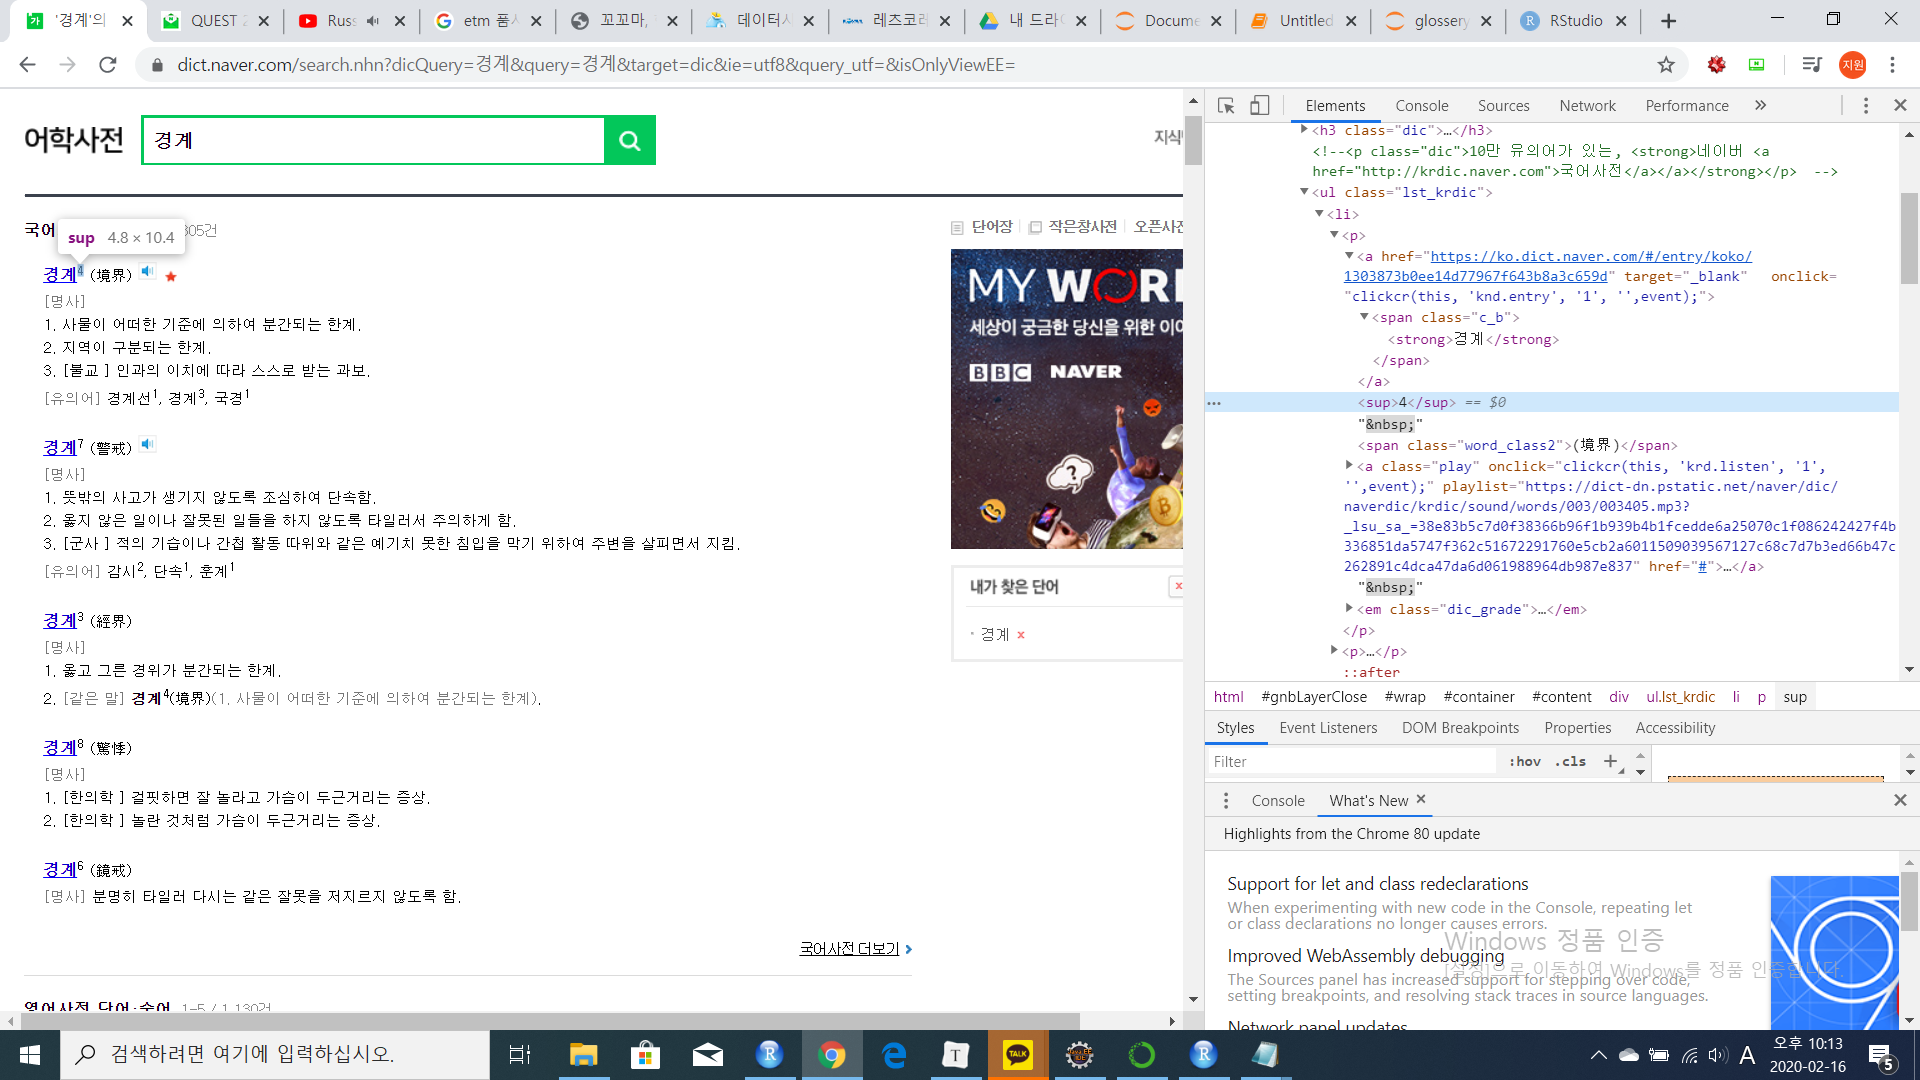 '경계'의
QUEST 2
Russ
etm 품사
꼬꼬마,
데이터사
레즈코리
내 드라이
Docume
Untitled
glossery
RStudio
dict.naver.com/search.nhn?dicQuery=경계&query=경계&target=dic&ie=utf8&query_utf=&isOnlyViewEE=
지원
어학사전
경계
국어
305건
sup 4.8 × 10.4
경계4 (境界)
[명사]
1. 사물이 어떠한 기준에 의하여 분간되는 한계.
2. 지역이 구분되는 한계.
3. [불교 ] 인과의 이치에 따라 스스로 받는 과보.
[유의어] 경계선1, 경계3, 국경1
경계7 (警戒)
[명사]
1. 뜻밖의 사고가 생기지 않도록 조심하여 단속함.
2. 옳지 않은 일이나 잘못된 일들을 하지 않도록 타일러서 주의하게 함.
3. [군사 ] 적의 기습이나 간첩 활동 따위와 같은 예기치 못한 침입을 막기 위하여 주변을 살피면서 지킴.
[유의어] 감시2, 단속1, 훈계1
경계3 (經界)
[명사]
1. 옳고 그른 경위가 분간되는 한계.
2. [같은 말] 경계4(境界)(1. 사물이 어떠한 기준에 의하여 분간되는 한계).
경계8 (驚悸)
[명사]
1. [한의학 ] 걸핏하면 잘 놀라고 가슴이 두근거리는 증상.
2. [한의학 ] 놀란 것처럼 가슴이 두근거리는 증상.
경계6 (鏡戒)
[명사] 분명히 타일러 다시는 같은 잘못을 저지르지 않도록 함.
국어사전 더보기
영어사전 단어·숙어 1-5 / 1,130건
지식
단어장 작은창사전 오픈사전
MY WORL
세상이 궁금한 당신을 위한 이야
BBC NAVER
내가 찾은 단어
경계 x
Elements Console Sources Network Performance »
<h3 class="dic">…</h3>
<!--<p class="dic">10만 유의어가 있는, <strong>네이버 <a
href="http://krdic.naver.com">국어사전</a></a></strong></p> -->
<ul class="lst_krdic">
<li>
<p>
<a href="https://ko.dict.naver.com/#/entry/koko/
1303873b0ee14d77967f643b8a3c659d" target="_blank" onclick=
"clickcr(this, 'knd.entry', '1', '',event);">
<span class="c_b">
<strong>경계</strong>
</span>
</a>
<sup>4</sup> == $0
"&nbsp;"
<span class="word_class2">(境界)</span>
<a class="play" onclick="clickcr(this, 'krd.listen', '1',
'',event);" playlist="https://dict-dn.pstatic.net/naver/dic/
naverdic/krdic/sound/words/003/003405.mp3?
_lsu_sa_=38e83b5c7d0f38366b96f1b939b4b1fcedde6a25070c1f086242427f4b
336851da5747f362c51672291760e5cb2a6011509039567127c68c7d7b3ed66b47c
262891c4dca47da6d061988964db987e837" href="#">…</a>
"&nbsp;"
<em class="dic_grade">…</em>
</p>
<p>…</p>
::after
html #gnbLayerClose #wrap #container #content div ul.lst_krdic li p sup
Styles Event Listeners DOM Breakpoints Properties Accessibility
Filter :hov .cls +
Console What's New
Highlights from the Chrome 80 update
Support for let and class redeclarations
When experimenting with new code in the Console, repeating let
or class declarations no longer causes errors.
Improved WebAssembly debugging
The Sources panel has increased support for stepping over code,
setting breakpoints, and resolving stack traces in source languages.
Network panel updates
Windows 정품 인증
[설정]으로 이동하여 Windows를 정품 인증합니다.
검색하려면 여기에 입력하십시오.
TALK
A
오후 10:13
2020-02-16
5